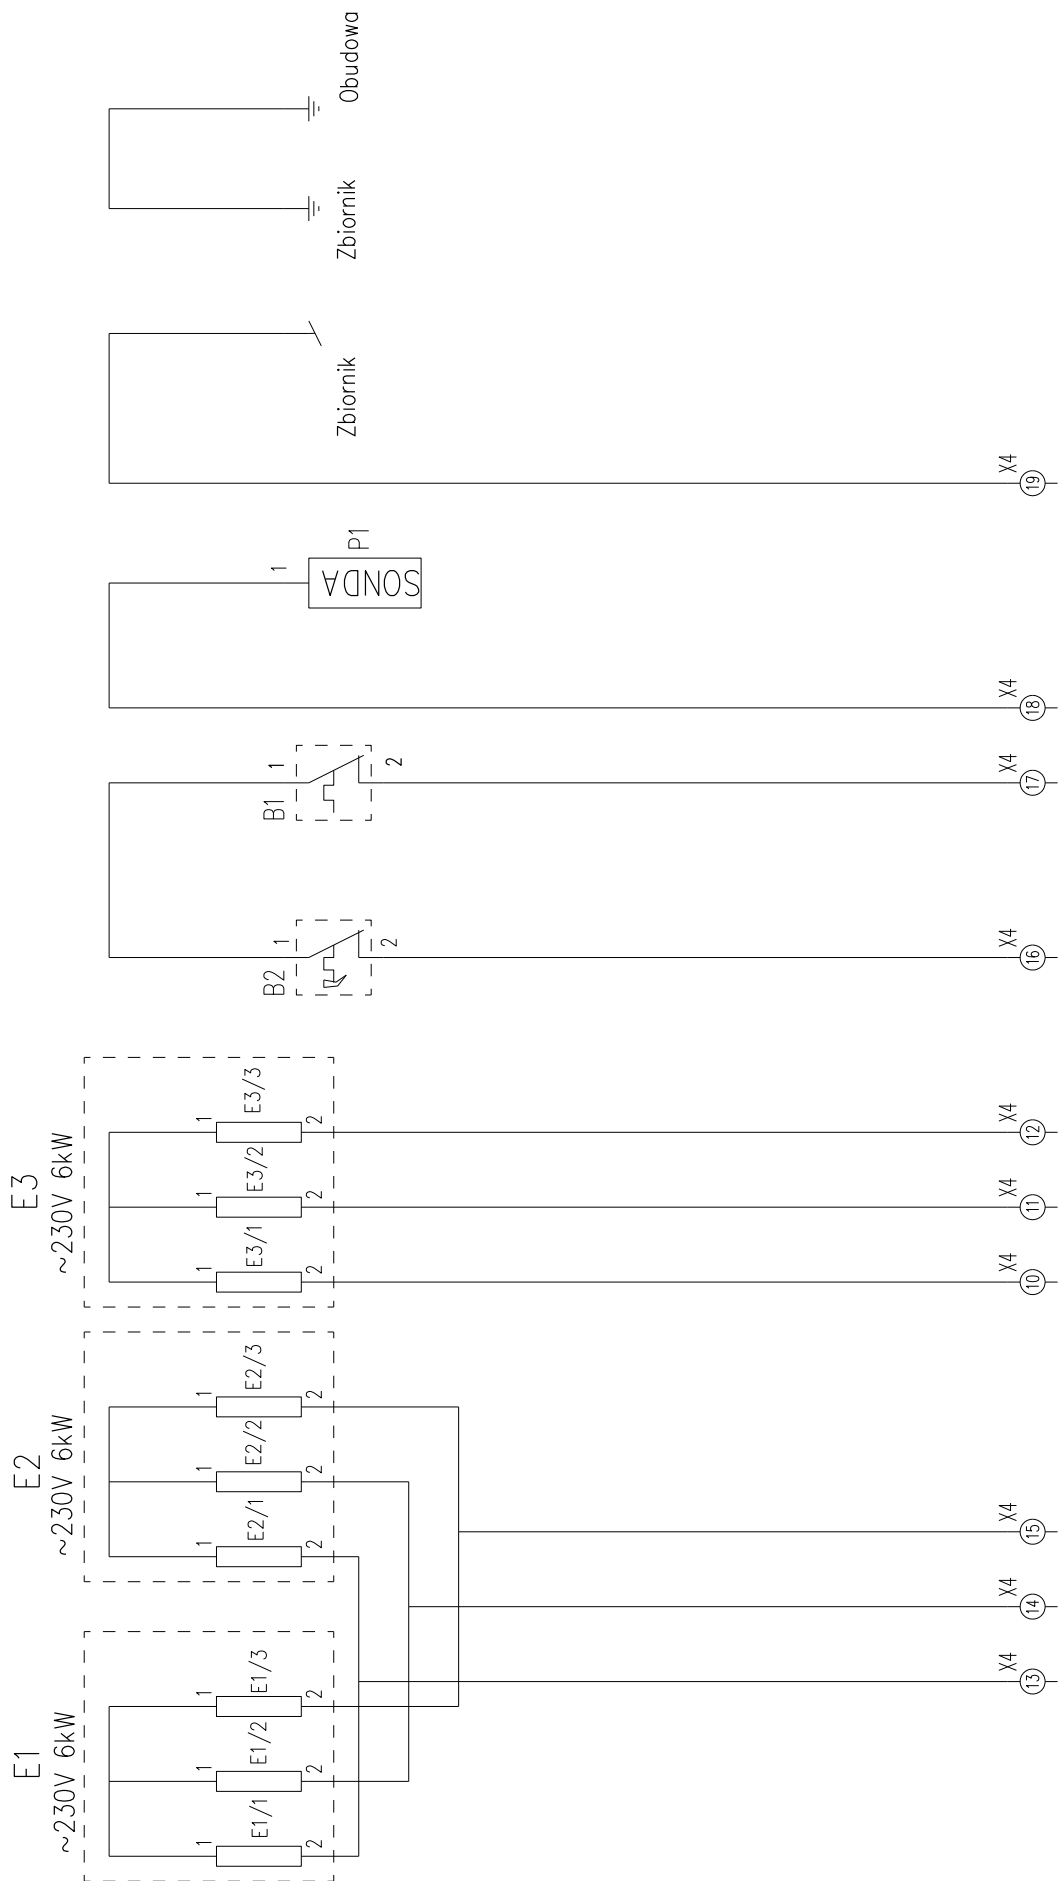 E1
~230V 6kW
1
E1/1
2
1
E1/2
2
1
E1/3
2
E2
~230V 6kW
1
E2/1
2
1
E2/2
2
1
E2/3
2
E3
~230V 6kW
1
E3/1
2
1
E3/2
2
1
E3/3
2
B2
1
2
B1
1
2
1
SONDA
P1
Zbiornik
Zbiornik
Obudowa
X4
13
X4
14
X4
15
X4
10
X4
11
X4
12
X4
16
X4
17
X4
18
X4
19